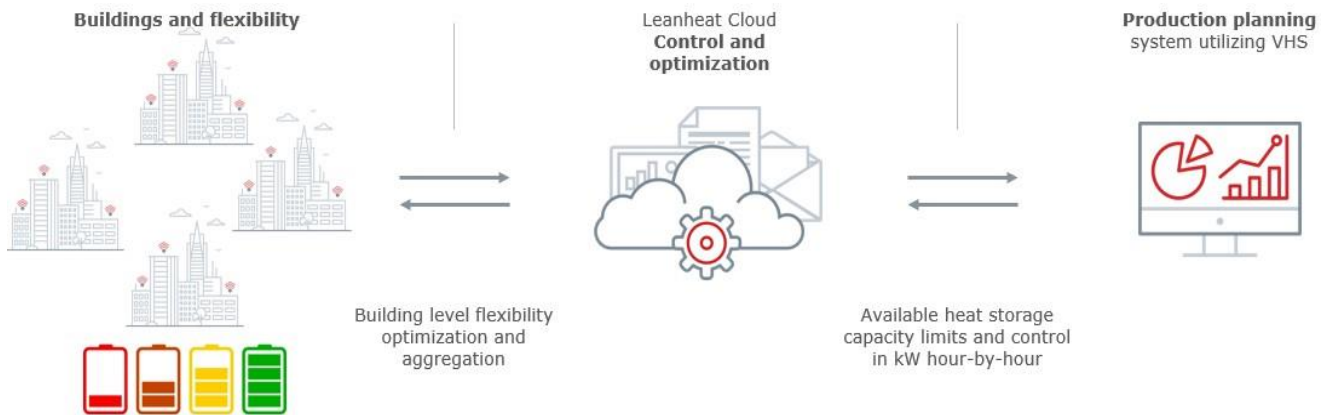 Buildings and flexibility
Leanheat Cloud
Control and
optimization
Production planning
system utilizing VHS
Building level flexibility
optimization and
aggregation
Available heat storage
capacity limits and control
in kW hour-by-hour